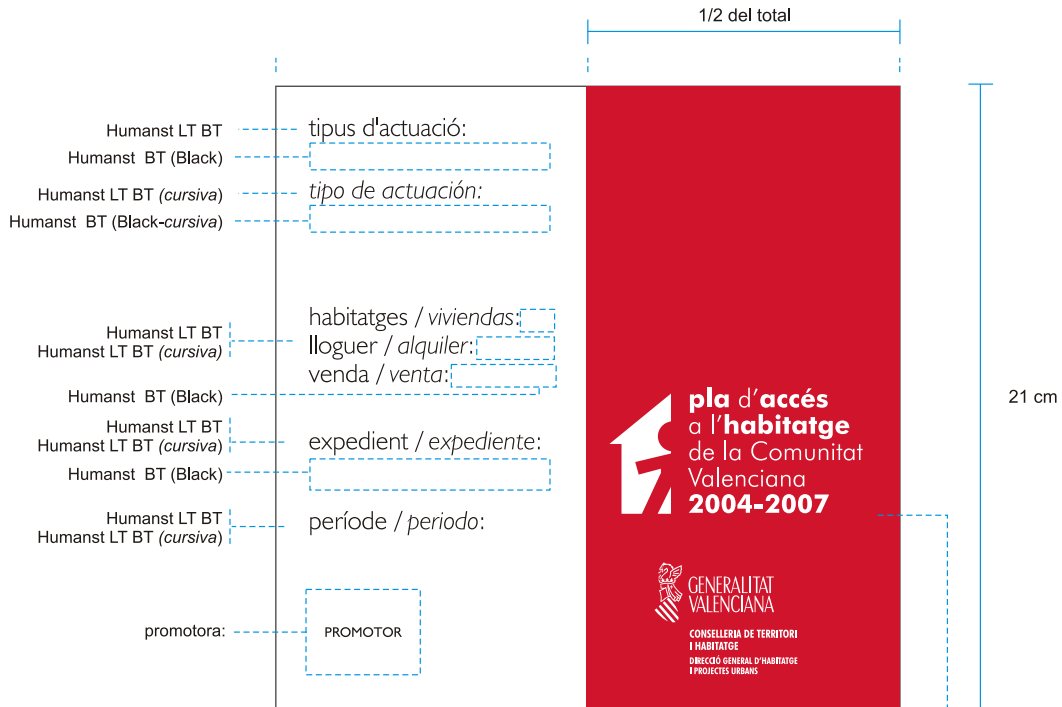 1/2 del total
Humanst LT BT
tipus d'actuació:
Humanst BT (Black)
Humanst LT BT (cursiva)
tipo de actuación:
Humanst BT (Black-cursiva)
Humanst LT BT
Humanst LT BT (cursiva)
habitatges / viviendas:
lloguer / alquiler:
venda / venta:
Humanst BT (Black)
Humanst LT BT
Humanst LT BT (cursiva)
expedient / expediente:
Humanst BT (Black)
Humanst LT BT
Humanst LT BT (cursiva)
període / periodo:
promotora:
PROMOTOR
pla d'accés
a l'habitatge
de la Comunitat
Valenciana
2004-2007
GENERALITAT
VALENCIANA
CONSELLERIA DE TERRITORI
I HABITATGE
DIRECCIÓ GENERAL D'HABITATGE
I PROJECTES URBANS
21 cm